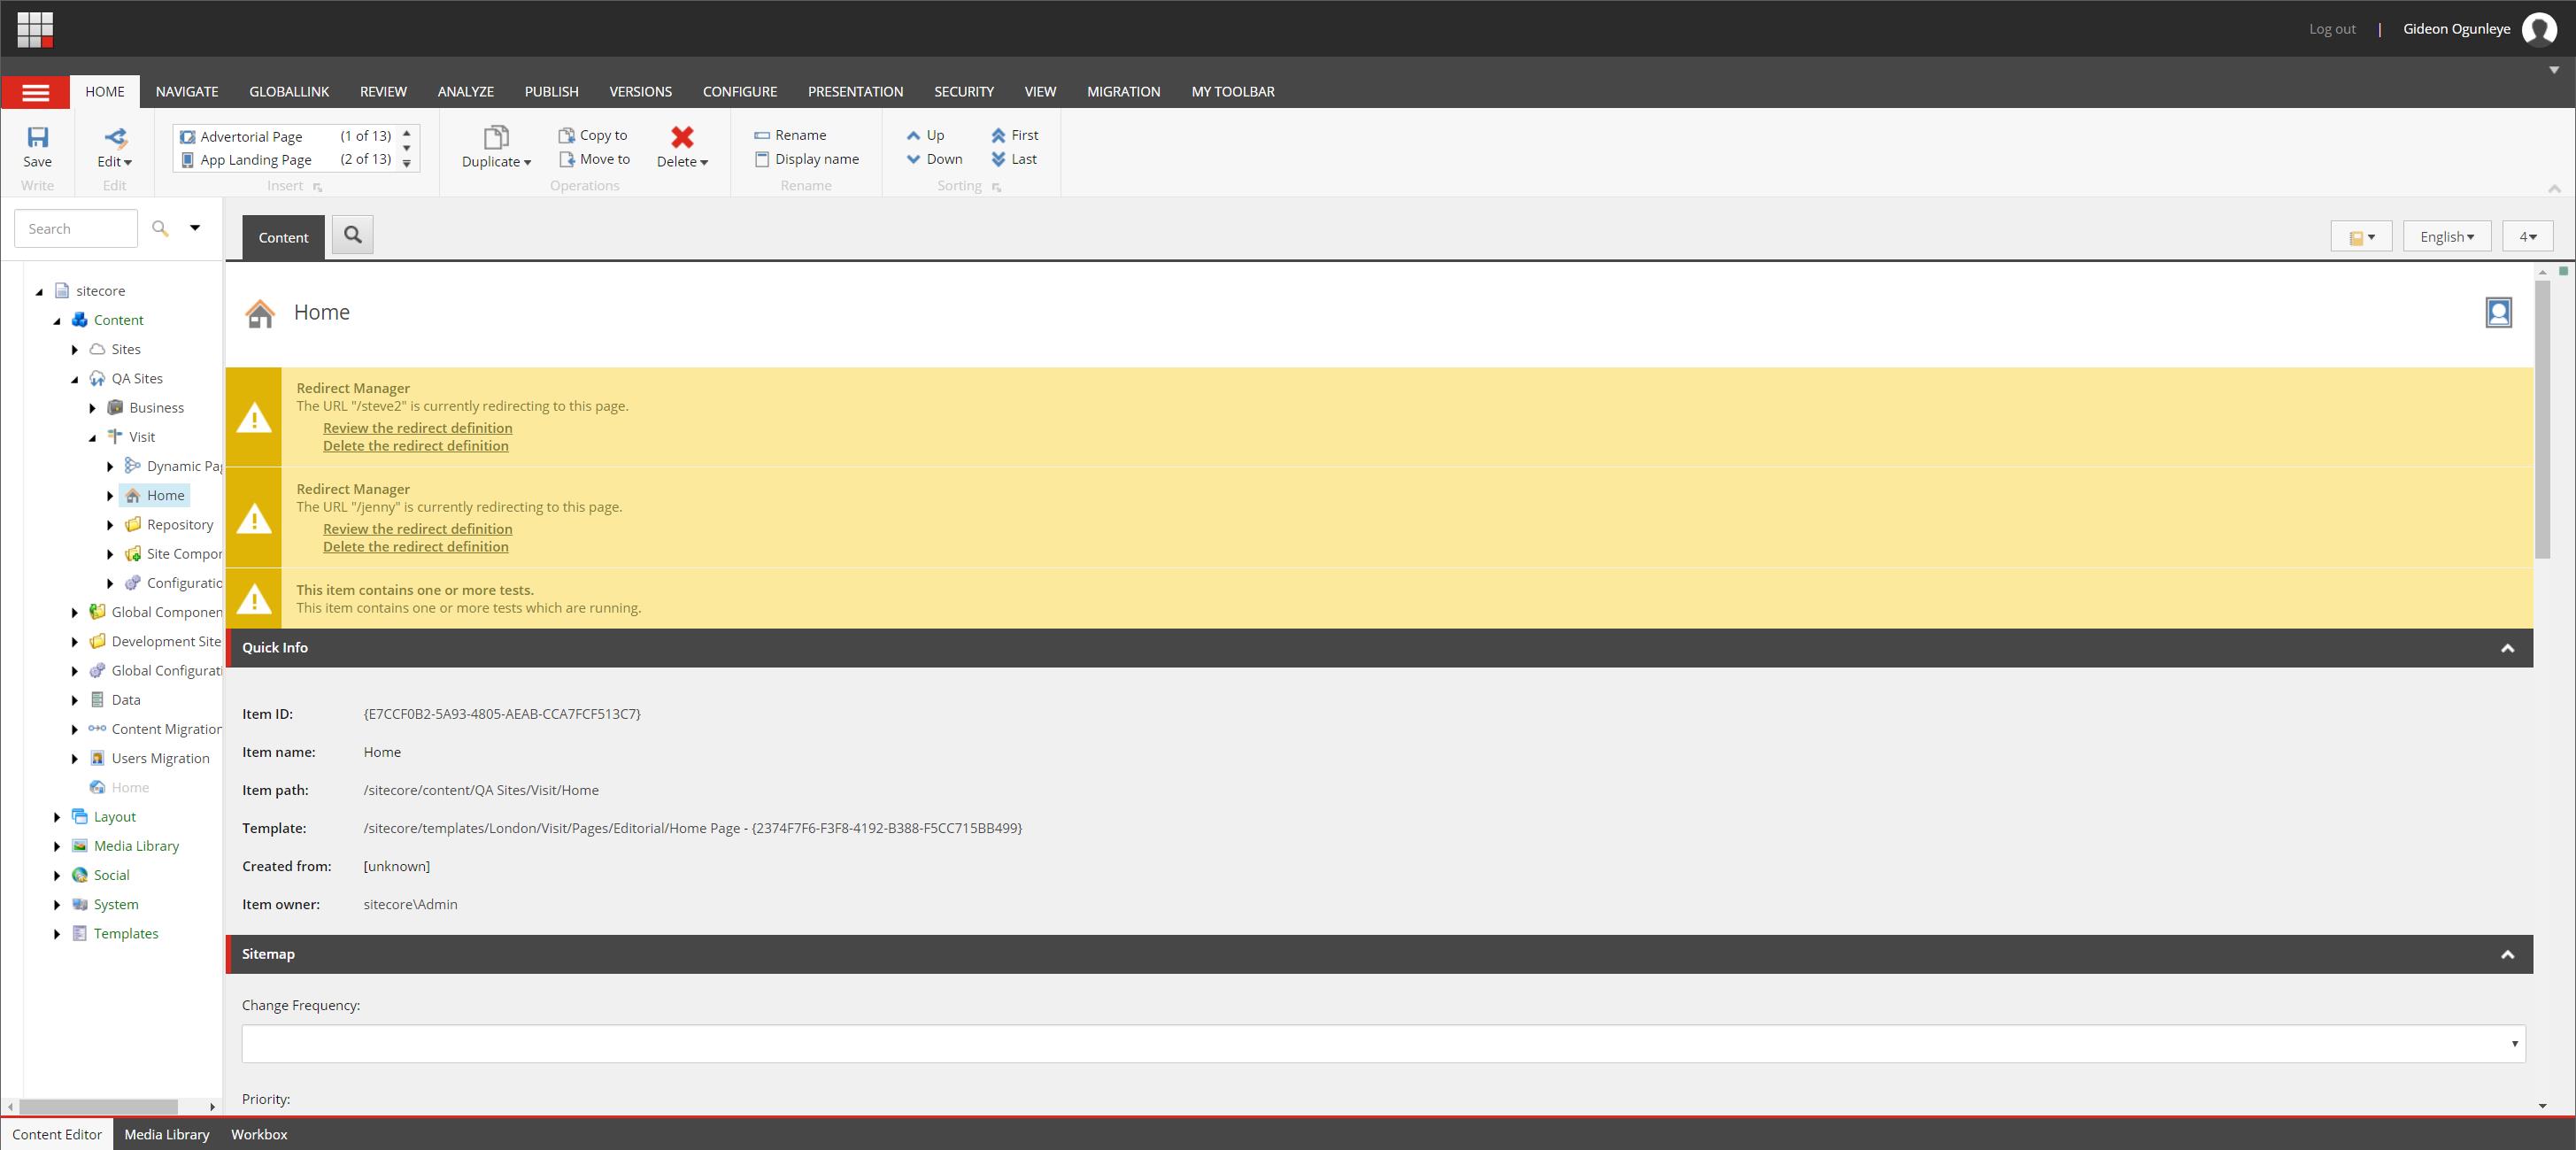 Log out | Gideon Ogunleye
HOME NAVIGATE GLOBALLINK REVIEW ANALYZE PUBLISH VERSIONS CONFIGURE PRESENTATION SECURITY VIEW MIGRATION MY TOOLBAR
Save
Write
Edit
Edit
Advertorial Page (1 of 13)
App Landing Page (2 of 13)
Insert
Duplicate
Copy to
Move to
Delete
Operations
Rename
Display name
Rename
Up
Down
First
Last
Sorting
Search
Content
English
4
sitecore
Content
Sites
QA Sites
Business
Visit
Dynamic Pag
Home
Repository
Site Compor
Configuratio
Global Componen
Development Site
Global Configurati
Data
Content Migration
Users Migration
Home
Layout
Media Library
Social
System
Templates
Home
Redirect Manager
The URL "/steve2" is currently redirecting to this page.
Review the redirect definition
Delete the redirect definition
Redirect Manager
The URL "/jenny" is currently redirecting to this page.
Review the redirect definition
Delete the redirect definition
This item contains one or more tests.
This item contains one or more tests which are running.
Quick Info
Item ID: {E7CCF0B2-5A93-4805-AEAB-CCA7FCF513C7}
Item name: Home
Item path: /sitecore/content/QA Sites/Visit/Home
Template: /sitecore/templates/London/Visit/Pages/Editorial/Home Page - {2374F7F6-F3F8-4192-B388-F5CC715BB499}
Created from: [unknown]
Item owner: sitecore\Admin
Sitemap
Change Frequency:
Priority:
Content Editor Media Library Workbox